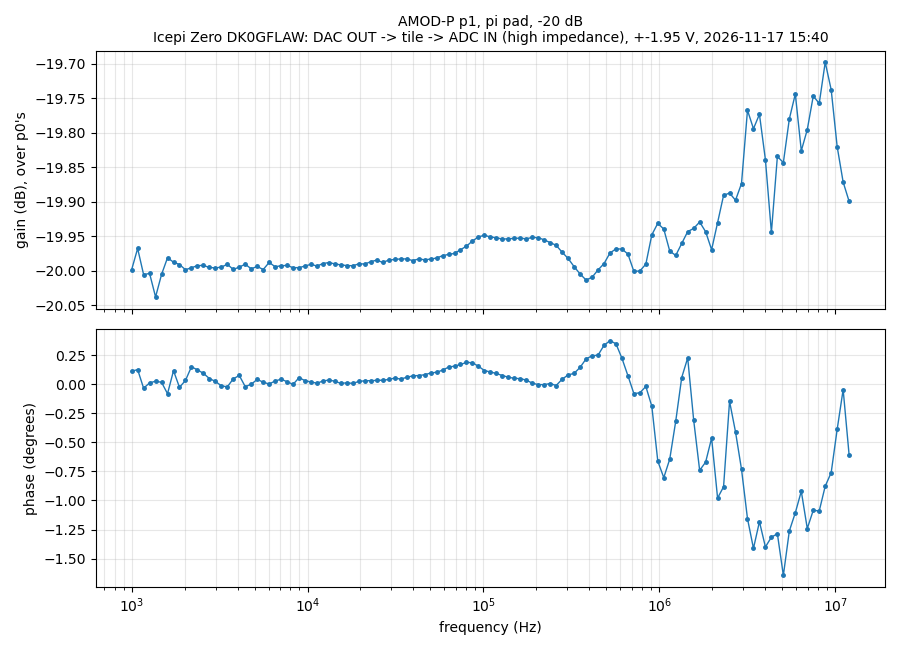 AMOD-P p1, pi pad, -20 dB
Icepi Zero DK0GFLAW: DAC OUT -> tile -> ADC IN (high impedance), +-1.95 V, 2026-11-17 15:40
gain (dB), over p0's
−19.70
−19.75
−19.80
−19.85
−19.90
−19.95
−20.00
−20.05
phase (degrees)
0.25
0.00
−0.25
−0.50
−0.75
−1.00
−1.25
−1.50
10³ 10⁴ 10⁵ 10⁶ 10⁷
frequency (Hz)